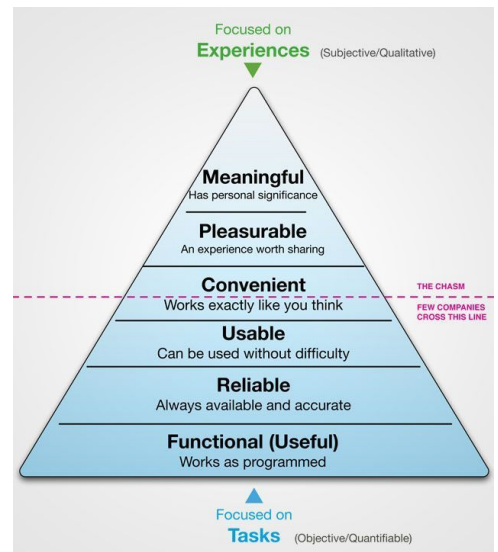 Focused on
Experiences (Subjective/Qualitative)
Meaningful
Has personal significance
Pleasurable
An experience worth sharing
Convenient
THE CHASM
Works exactly like you think
FEW COMPANIES
CROSS THIS LINE
Usable
Can be used without difficulty
Reliable
Always available and accurate
Functional (Useful)
Works as programmed
Focused on
Tasks (Objective/Quantifiable)